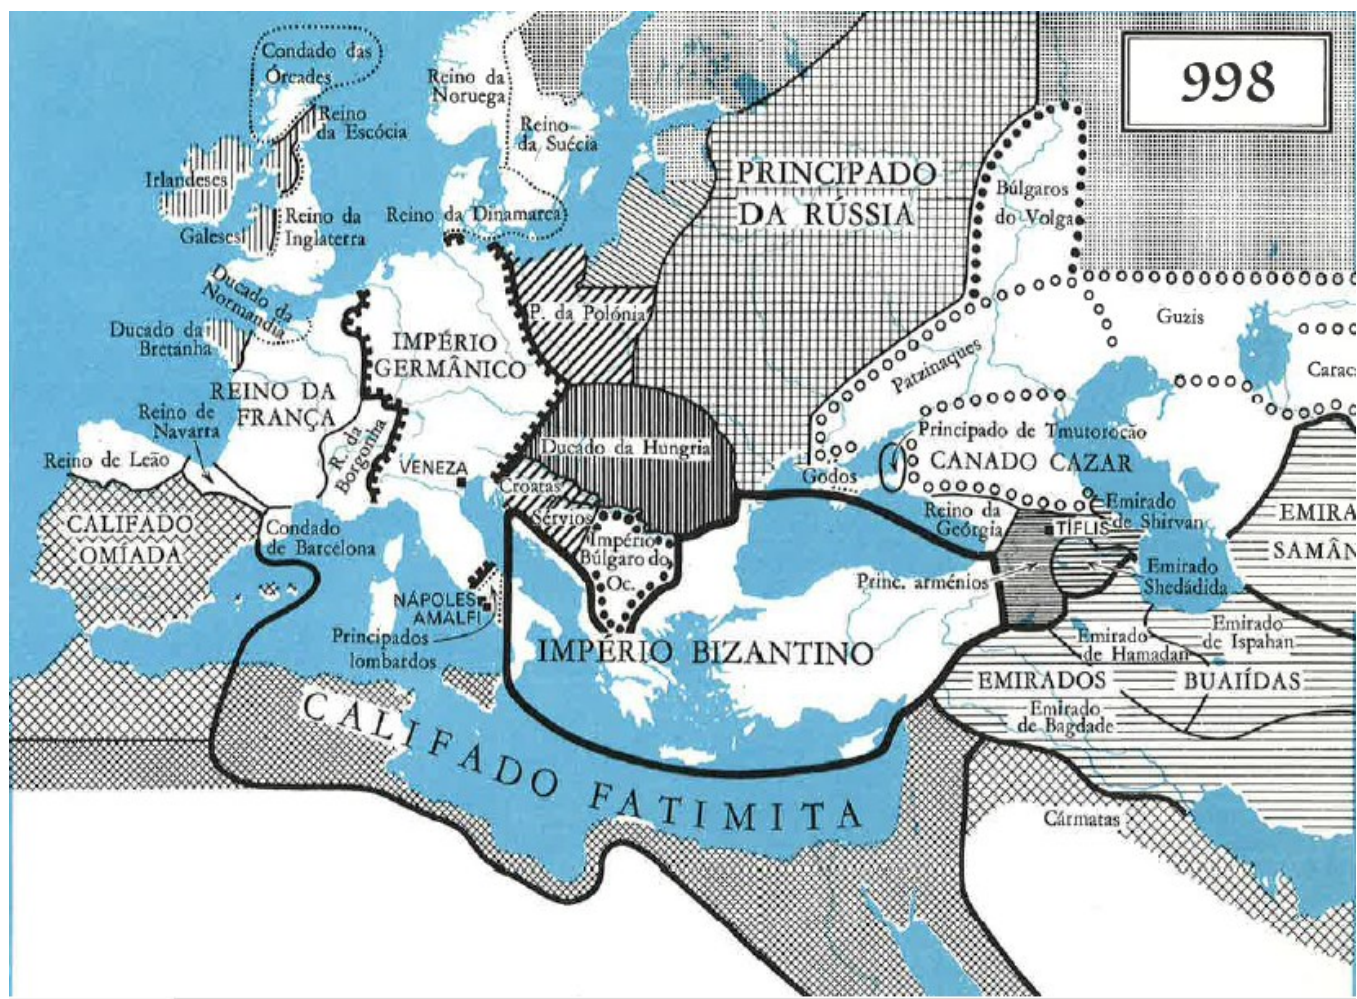 998
Condado das
Órcades
Reino da
Noruega
Reino
da Escócia
Reino
da Suécia
Irlandeses
Galeses
Reino da
Inglaterra
Reino da Dinamarca
PRINCIPADO
DA RÚSSIA
Búlgaros
do Volga
Ducado da
Normandia
Ducado da
Bretanha
IMPÉRIO
GERMÂNICO
P. da Polónia
Guzis
Patzinaques
Carac
REINO DA
FRANÇA
Reino de
Navarra
R. da
Borgonha
Reino de Leão
VENEZA
Ducado da Hungria
Principado de Tmutorocão
CANADO CAZAR
Godos
Croatas
Sérvios
CALIFADO
OMÍADA
Condado
de Barcelona
Império
Búlgaro do
Oc.
Reino da
Geórgia
TÍFLIS
Emirado
de Shirvan
EMIRA
SAMÂN
Princ. arménios
Emirado
Shedádida
NÁPOLES
AMALFI
Principados
lombardos
IMPÉRIO BIZANTINO
Emirado
de Hamadan
Emirado
de Ispahan
EMIRADOS BUAIÍDAS
Emirado
de Bagdade
CALIFADO FATIMITA
Cármatas